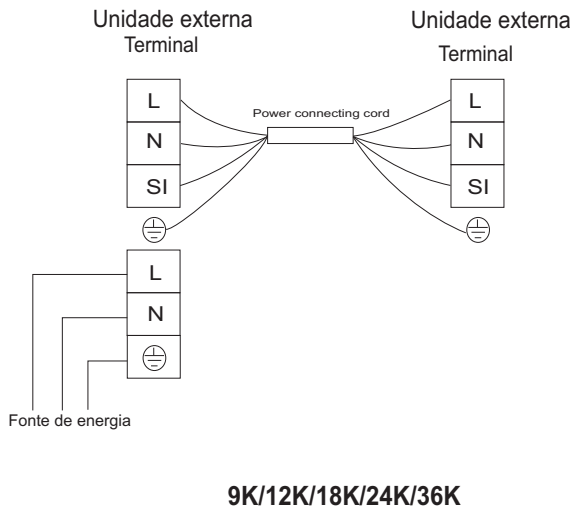 Unidade externa
Terminal
Unidade externa
Terminal
L
N
SI
Power connecting cord
L
N
SI
L
N
Fonte de energia
9K/12K/18K/24K/36K